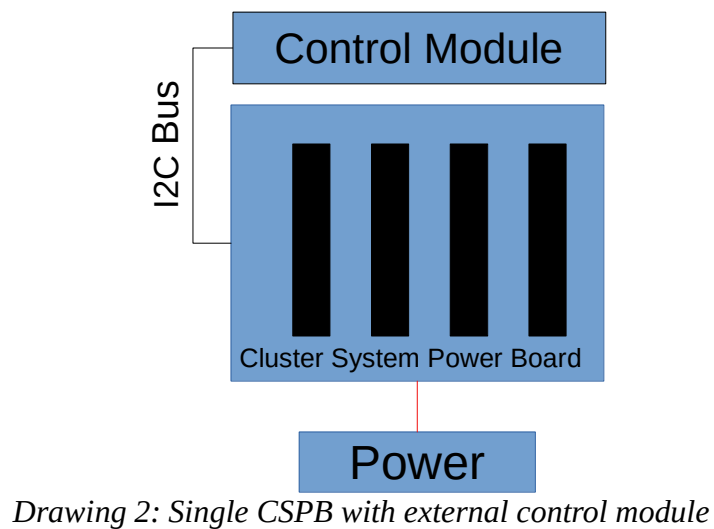 Control Module
I2C Bus
Cluster System Power Board
Power
Drawing 2: Single CSPB with external control module